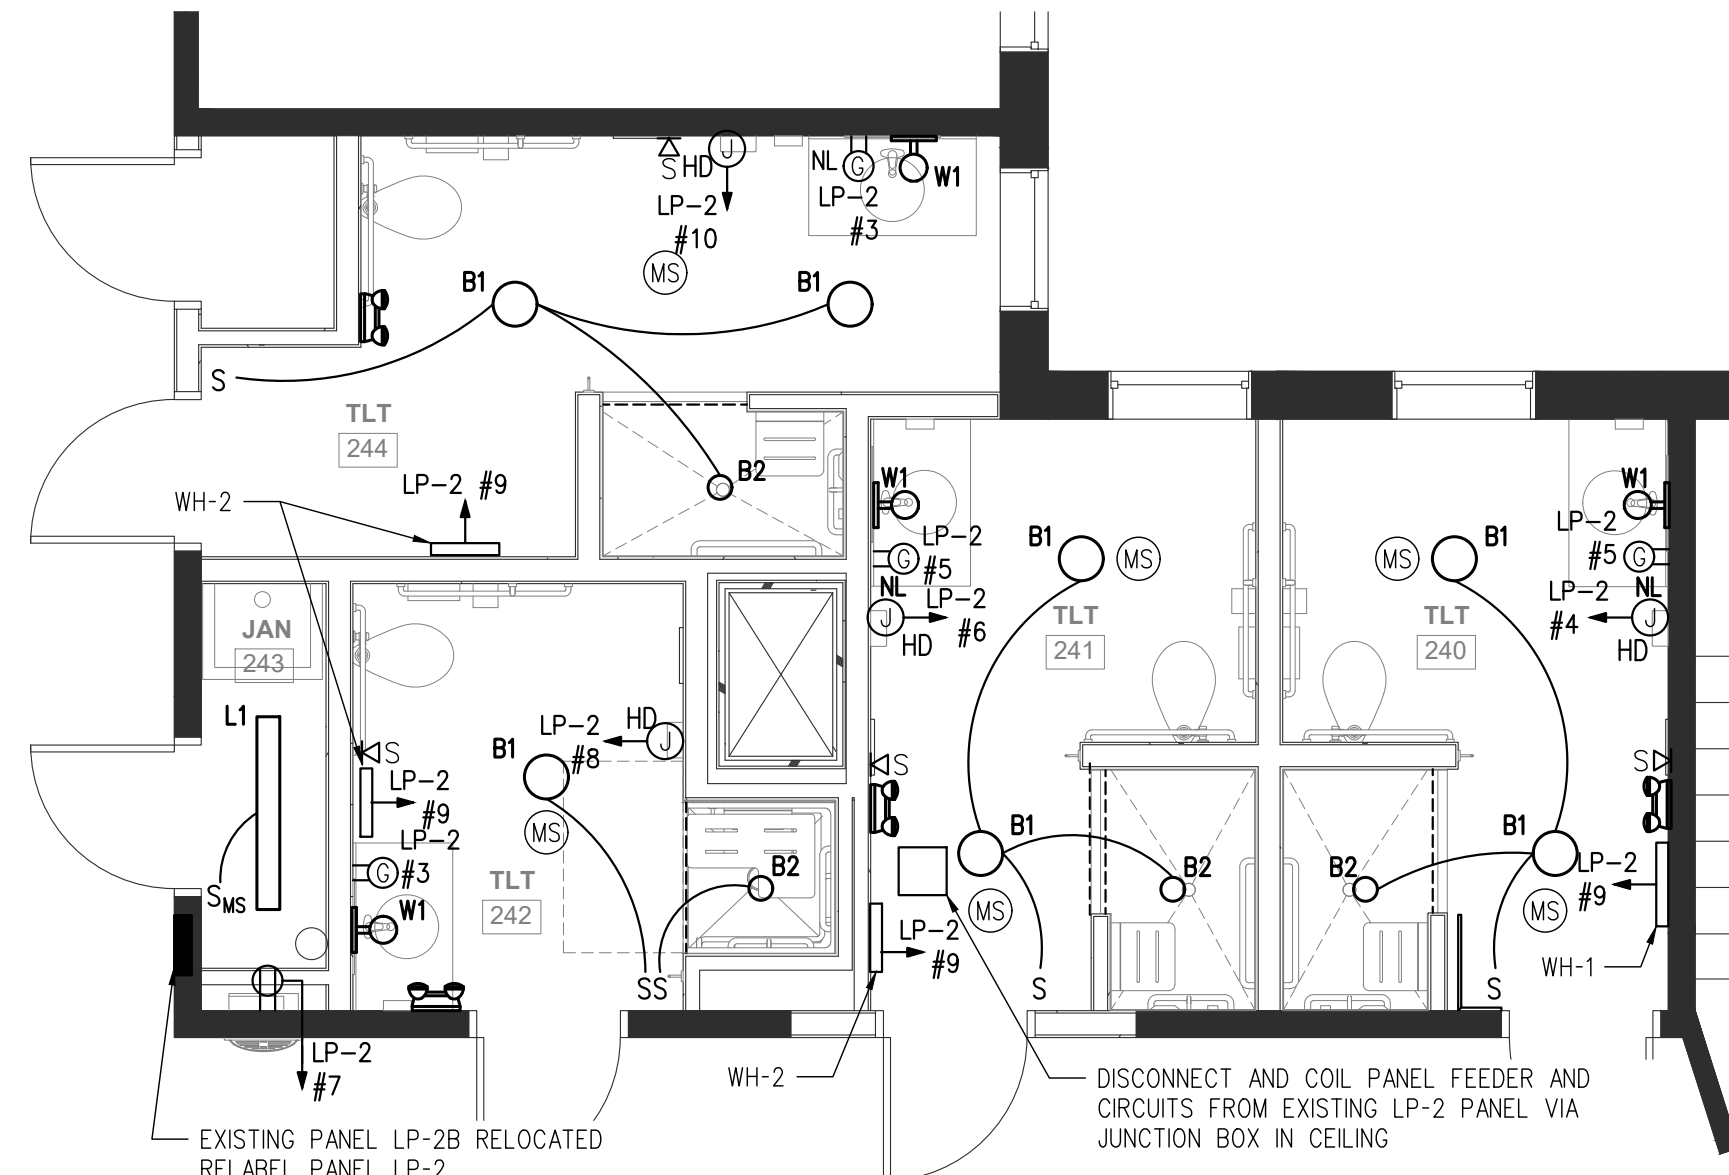 J
S HD
NL
G
W1
LP-2
#10
LP-2
#3
MS
B1
B1
S
TLT
244
LP-2 #9
WH-2
B2
W1
LP-2
#5
G
NL
J
LP-2
#6
HD
B1
MS
TLT
241
MS
B1
TLT
240
W1
LP-2
#5
G
NL
LP-2
#4
J
HD
JAN
243
L1
SMS
S
LP-2
#9
LP-2
#3
G
W1
B1
LP-2
#8
HD
J
MS
TLT
242
B2
SS
S
B1
MS
B2
LP-2
#9
S
B2
B1
MS
S
LP-2
#9
WH-1
S
LP-2
#7
WH-2
DISCONNECT AND COIL PANEL FEEDER AND
CIRCUITS FROM EXISTING LP-2 PANEL VIA
JUNCTION BOX IN CEILING
EXISTING PANEL LP-2B RELOCATED
RELABEL PANEL LP-2